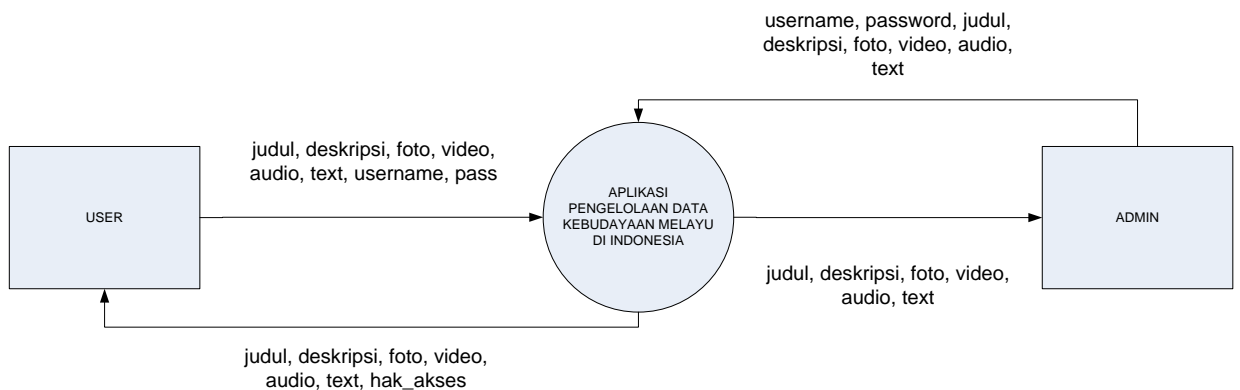 username, password, judul,
deskripsi, foto, video, audio,
text
judul, deskripsi, foto, video,
audio, text, username, pass
USER
APLIKASI
PENGELOLAAN DATA
KEBUDAYAAN MELAYU
DI INDONESIA
ADMIN
judul, deskripsi, foto, video,
audio, text
judul, deskripsi, foto, video,
audio, text, hak_akses